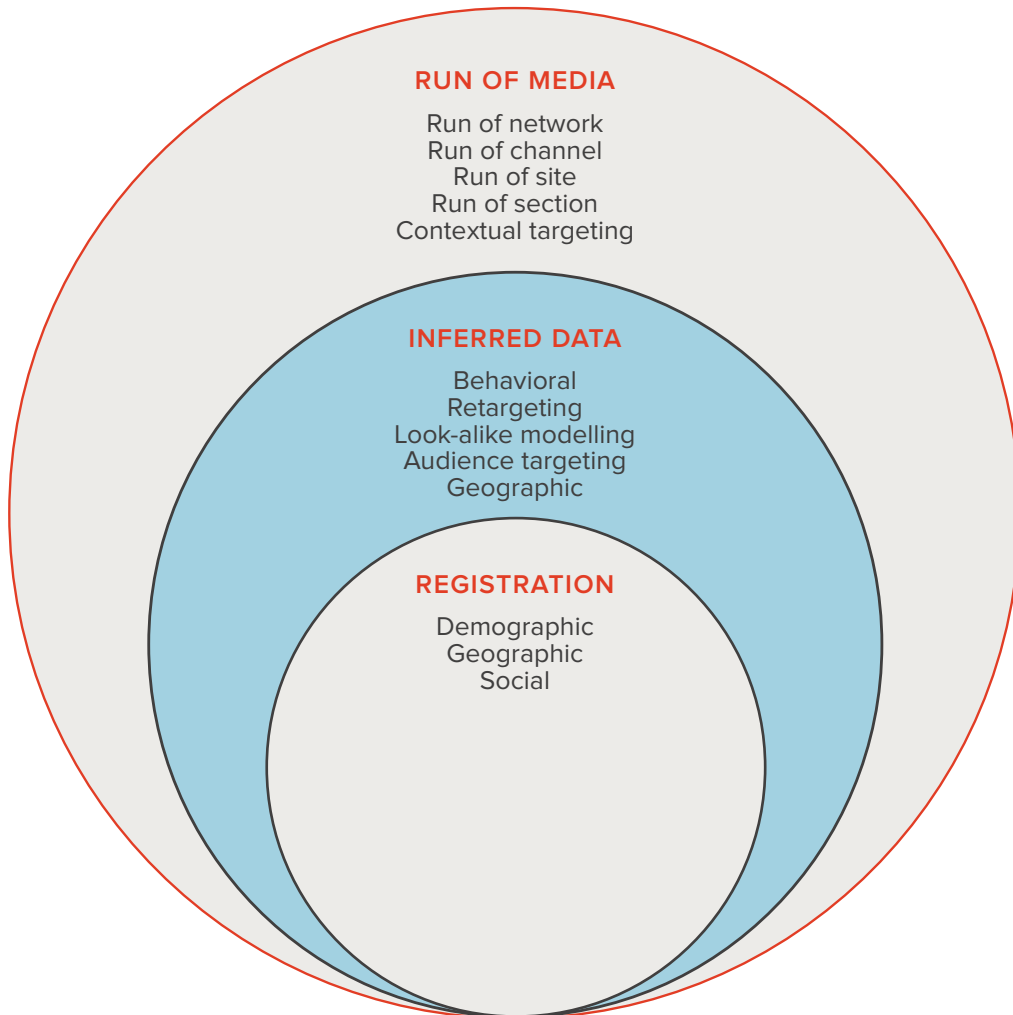 RUN OF MEDIA
Run of network
Run of channel
Run of site
Run of section
Contextual targeting
INFERRED DATA
Behavioral
Retargeting
Look-alike modelling
Audience targeting
Geographic
REGISTRATION
Demographic
Geographic
Social